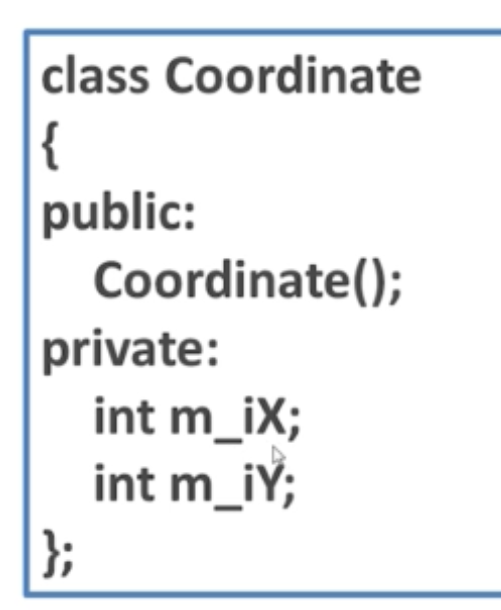 class Coordinate
{
public:
Coordinate();
private:
int m_iX;
int m_iY;
};